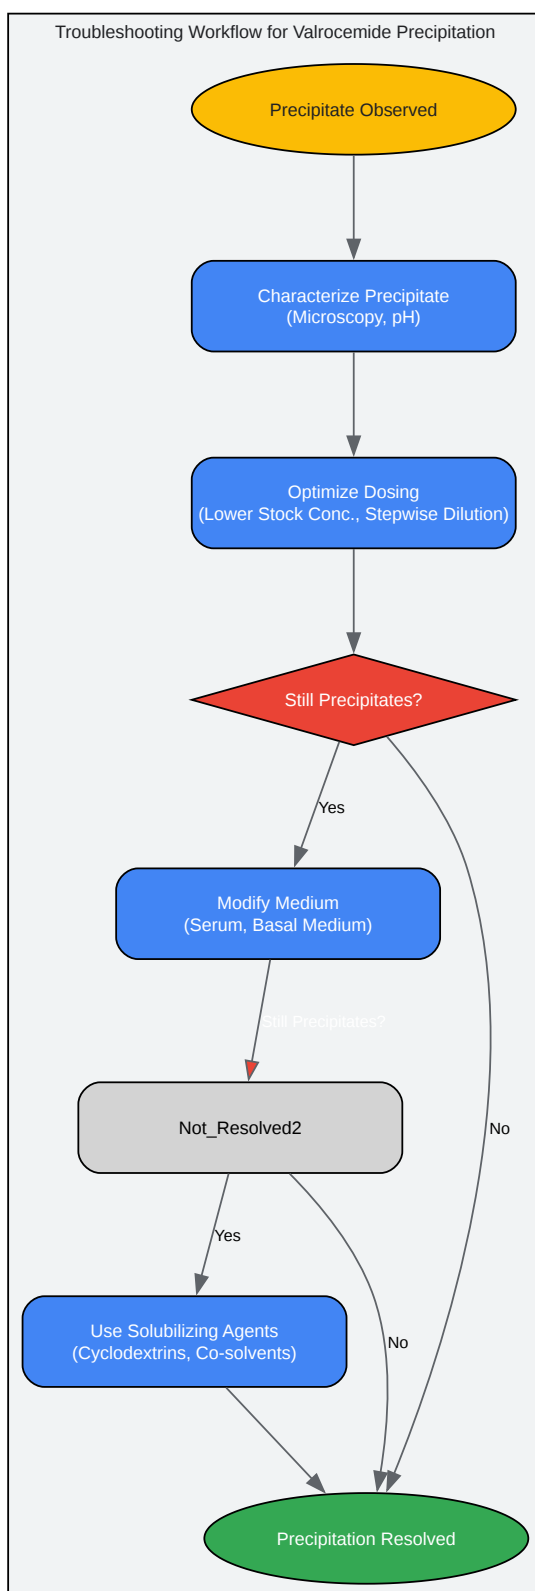 Troubleshooting Workflow for Valrocemide Precipitation
Precipitate Observed
Characterize Precipitate
(Microscopy, pH)
Optimize Dosing
(Lower Stock Conc., Stepwise Dilution)
Still Precipitates?
Yes
Modify Medium
(Serum, Basal Medium)
Still Precipitates?
Not_Resolved2
No
Yes
Use Solubilizing Agents
(Cyclodextrins, Co-solvents)
No
Precipitation Resolved